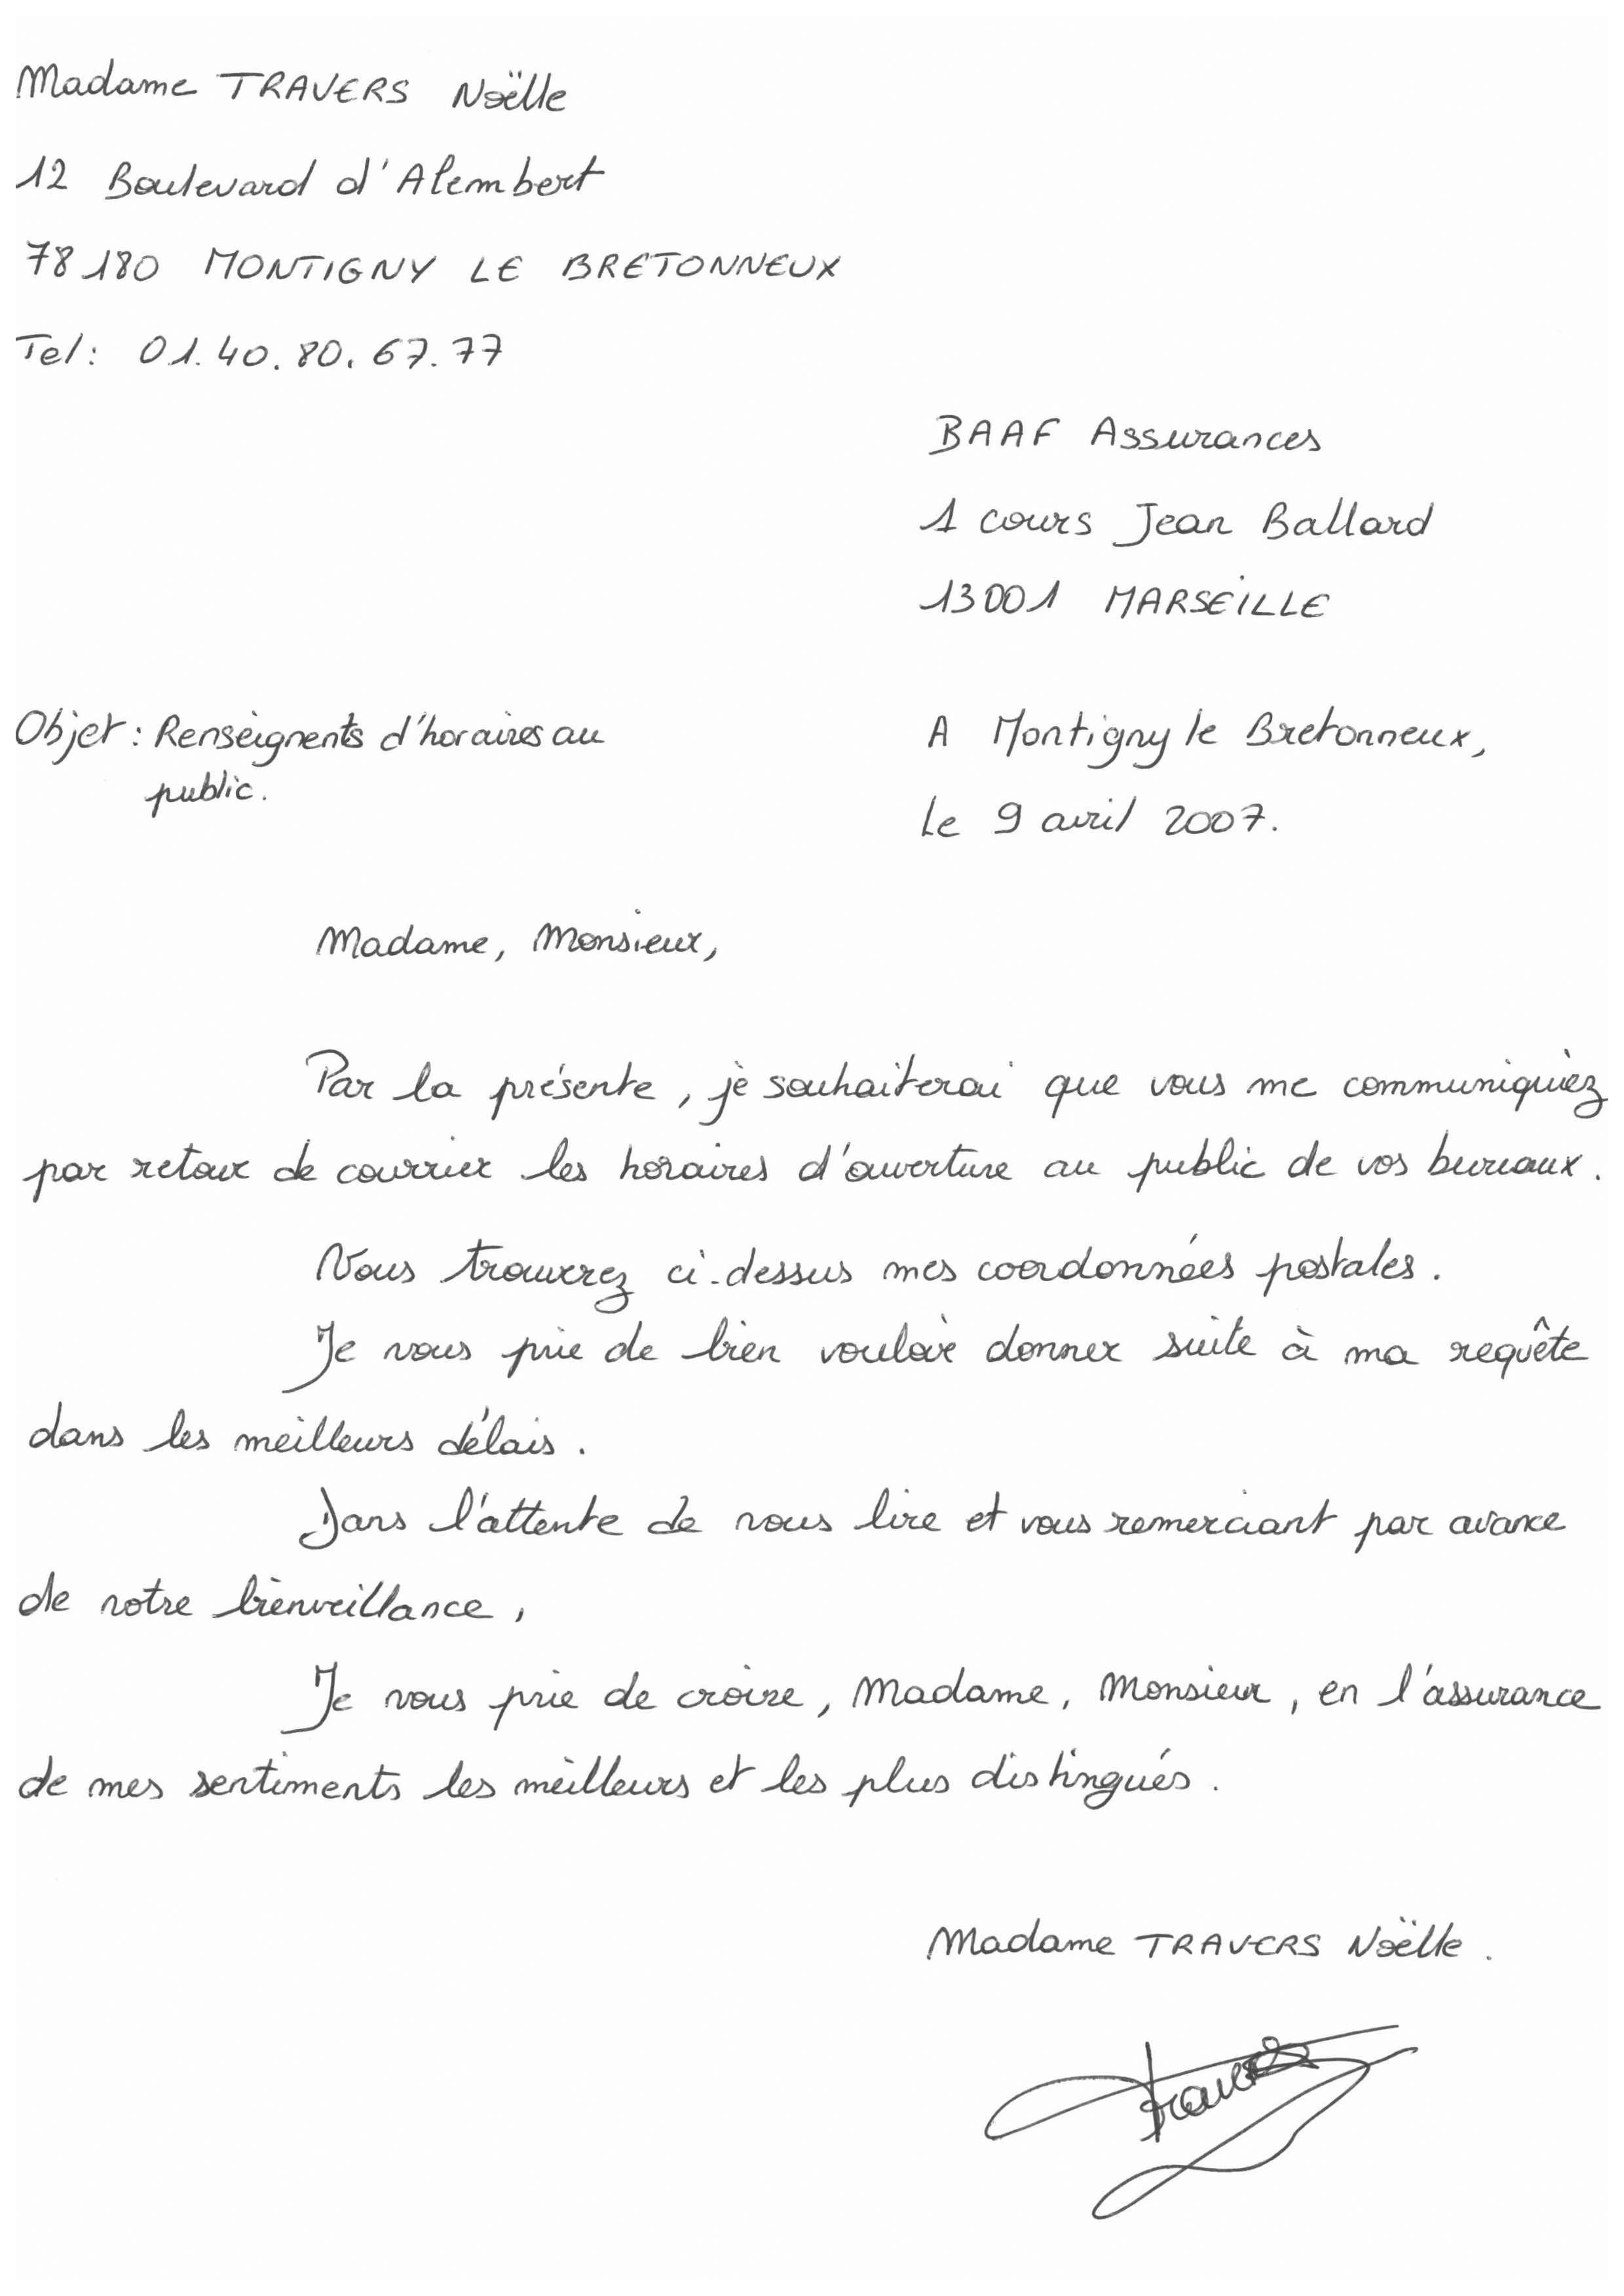 Madame TRAVERS Noëlle
12 Boulevard d'Alembert
78180 MONTIGNY LE BRETONNEUX
Tel : 01.40.80.67.77
BAAF Assurances
1 cours Jean Ballard
13001 MARSEILLE
Objet : Renseignents d'horaires au
public.
A Montigny le Bretonneux,
Le 9 avril 2007.
Madame, Monsieur,
Par la présente, je souhaiterai que vous me communiquiez
par retour de courrier les horaires d'ouverture au public de vos bureaux.
Vous trouverez ci-dessus mes coordonnées postales.
Je vous prie de bien vouloir donner suite à ma requête
dans les meilleurs délais.
Dans l'attente de vous lire et vous remerciant par avance
de votre bienveillance,
Je vous prie de croire, Madame, Monsieur, en l'assurance
de mes sentiments les meilleurs et les plus distingués.
Madame TRAVERS Noëlle.
Travers